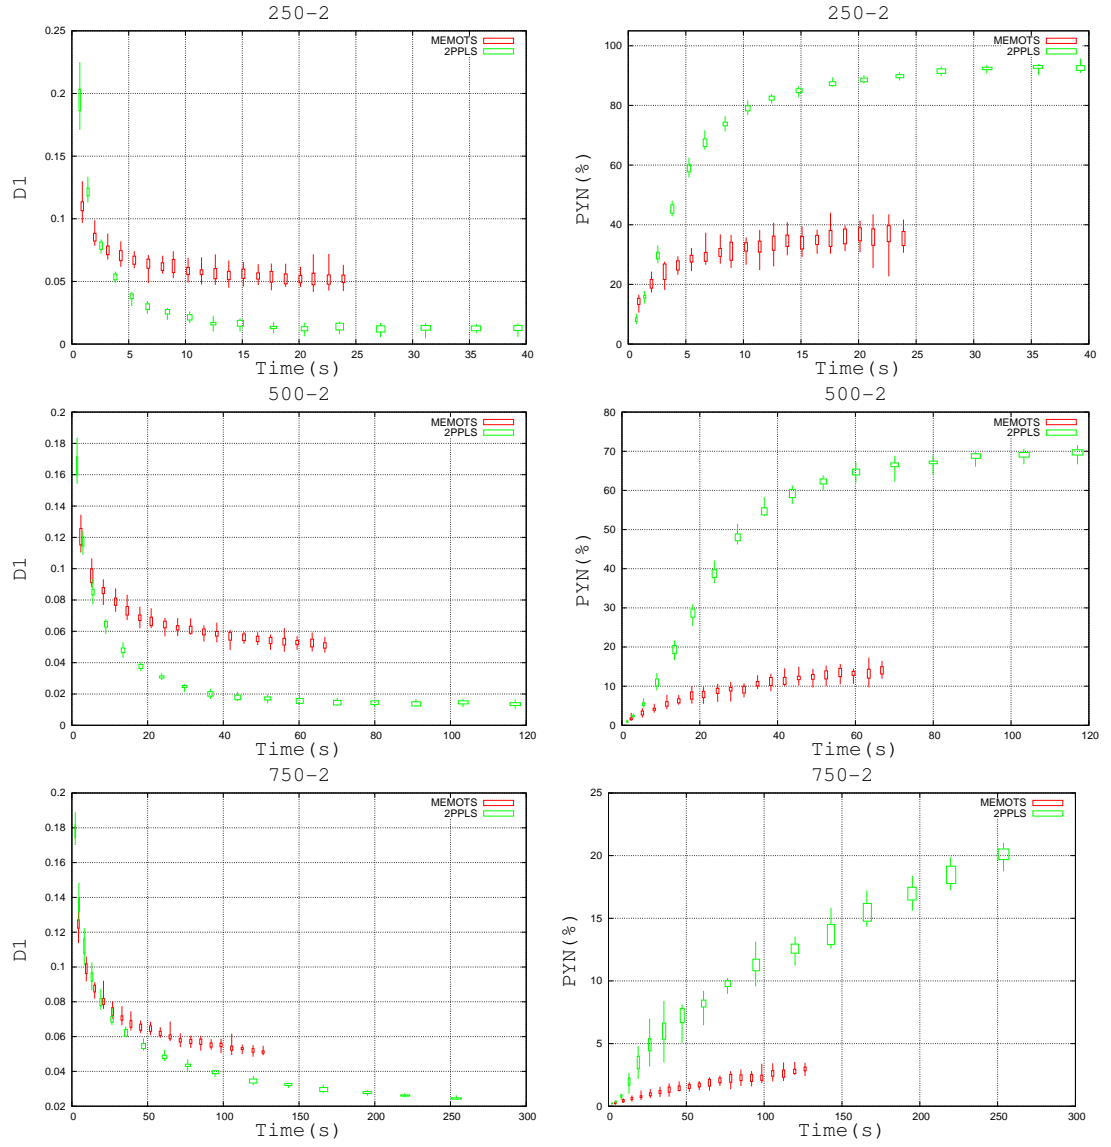 250-2
MEMOTS
2PPLS
0.25
0.2
0.15
0.1
0.05
0
D1
0 5 10 15 20 25 30 35 40
Time(s)
250-2
MEMOTS
2PPLS
100
80
60
40
20
0
PYN(%)
0 5 10 15 20 25 30 35 40
Time(s)
500-2
MEMOTS
2PPLS
0.2
0.18
0.16
0.14
0.12
0.1
0.08
0.06
0.04
0.02
0
D1
0 20 40 60 80 100 120
Time(s)
500-2
MEMOTS
2PPLS
80
70
60
50
40
30
20
10
0
PYN(%)
0 20 40 60 80 100 120
Time(s)
750-2
MEMOTS
2PPLS
0.2
0.18
0.16
0.14
0.12
0.1
0.08
0.06
0.04
0.02
D1
0 50 100 150 200 250 300
Time(s)
750-2
MEMOTS
2PPLS
25
20
15
10
5
0
PYN(%)
0 50 100 150 200 250 300
Time(s)